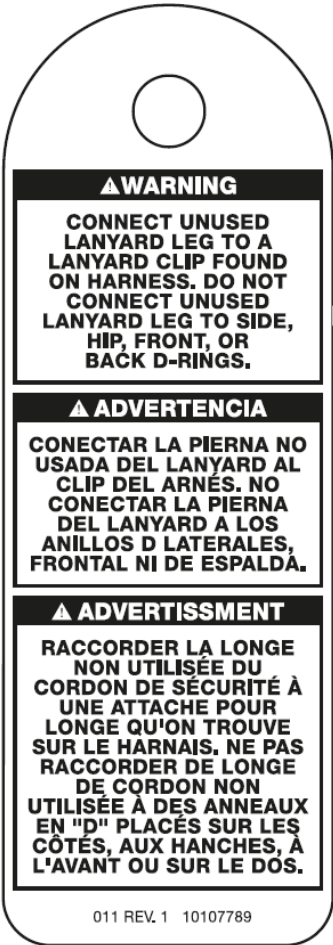 ⚠WARNING
CONNECT UNUSED
LANYARD LEG TO A
LANYARD CLIP FOUND
ON HARNESS. DO NOT
CONNECT UNUSED
LANYARD LEG TO SIDE,
HIP, FRONT, OR
BACK D-RINGS.
⚠ ADVERTENCIA
CONECTAR LA PIERNA NO
USADA DEL LANYARD AL
CLIP DEL ARNÉS. NO
CONECTAR LA PIERNA
DEL LANYARD A LOS
ANILLOS D LATERALES,
FRONTAL NI DE ESPALDA.
⚠ ADVERTISSMENT
RACCORDER LA LONGE
NON UTILISÉE DU
CORDON DE SÉCURITÉ À
UNE ATTACHE POUR
LONGE QU'ON TROUVE
SUR LE HARNAIS. NE PAS
RACCORDER DE LONGE
DE CORDON NON
UTILISÉE À DES ANNEAUX
EN "D" PLACÉS SUR LES
CÔTÉS, AUX HANCHES, À
L'AVANT OU SUR LE DOS.
011 REV. 1 10107789